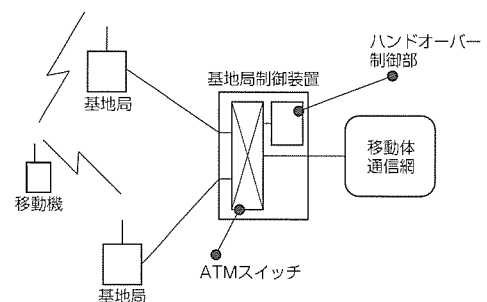 ハンドオーバー
制御部
基地局制御装置
基地局
移動体
通信網
移動機
ATMスイッチ
基地局